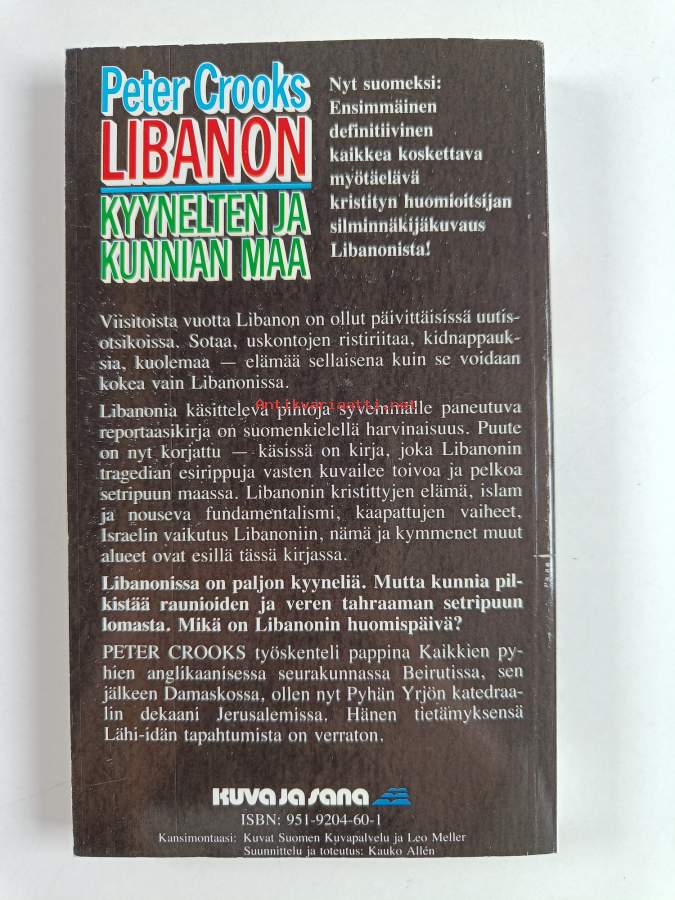 Peter Crooks
LIBANON
KYYNELTEN JA
KUNNIAN MAA
Nyt suomeksi:
Ensimmäinen
definitiivinen
kaikkea koskettava
myötäelävä
kristityn huomioitsijan
silminnäkijäkuvaus
Libanonista!
Viisitoista vuotta Libanon on ollut päivittäisissä uutis-
otsikoissa. Sotaa, uskontojen ristiriitaa, kidnappauk-
sia, kuolemaa — elämää sellaisena kuin se voidaan
kokea vain Libanonissa.
Antikvariaatti.net
Libanonia käsittelevä pintoja syvemmälle paneutuva
reportaasikirja on suomenkielellä harvinaisuus. Puute
on nyt korjattu — käsissä on kirja, joka Libanonin
tragedian esirippuja vasten kuvailee toivoa ja pelkoa
setripuun maassa. Libanonin kristittyjen elämä, islam
ja nouseva fundamentalismi, kaapattujen vaiheet,
Israelin vaikutus Libanoniin, nämä ja kymmenet muut
alueet ovat esillä tässä kirjassa.
Libanonissa on paljon kyyneliä. Mutta kunnia pil-
kistää raunioiden ja veren tahraaman setripuun
lomasta. Mikä on Libanonin huomispäivä?
PETER CROOKS työskenteli pappina Kaikkien py-
hien anglikaanisessa seurakunnassa Beirutissa, sen
jälkeen Damaskossa, ollen nyt Pyhän Yrjön katedraa-
lin dekaani Jerusalemissa. Hänen tietämyksensä
Lähi-idän tapahtumista on verraton.
kuva ja sana
ISBN: 951-9204-60-1
Kansimontaasi: Kuvat Suomen Kuvapalvelu ja Leo Meller
Suunnittelu ja toteutus: Kauko Allén